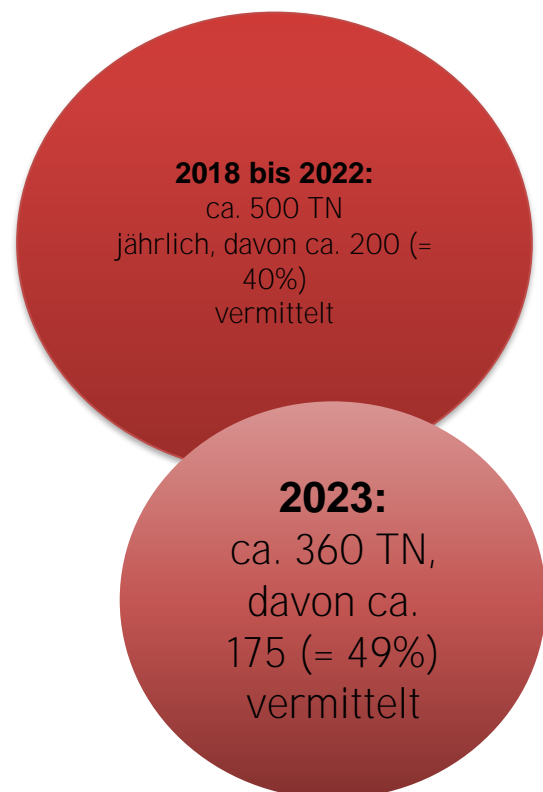 2018 bis 2022:
ca. 500 TN
jährlich, davon ca. 200 (=
40%)
vermittelt
2023:
ca. 360 TN,
davon ca.
175 (= 49%)
vermittelt